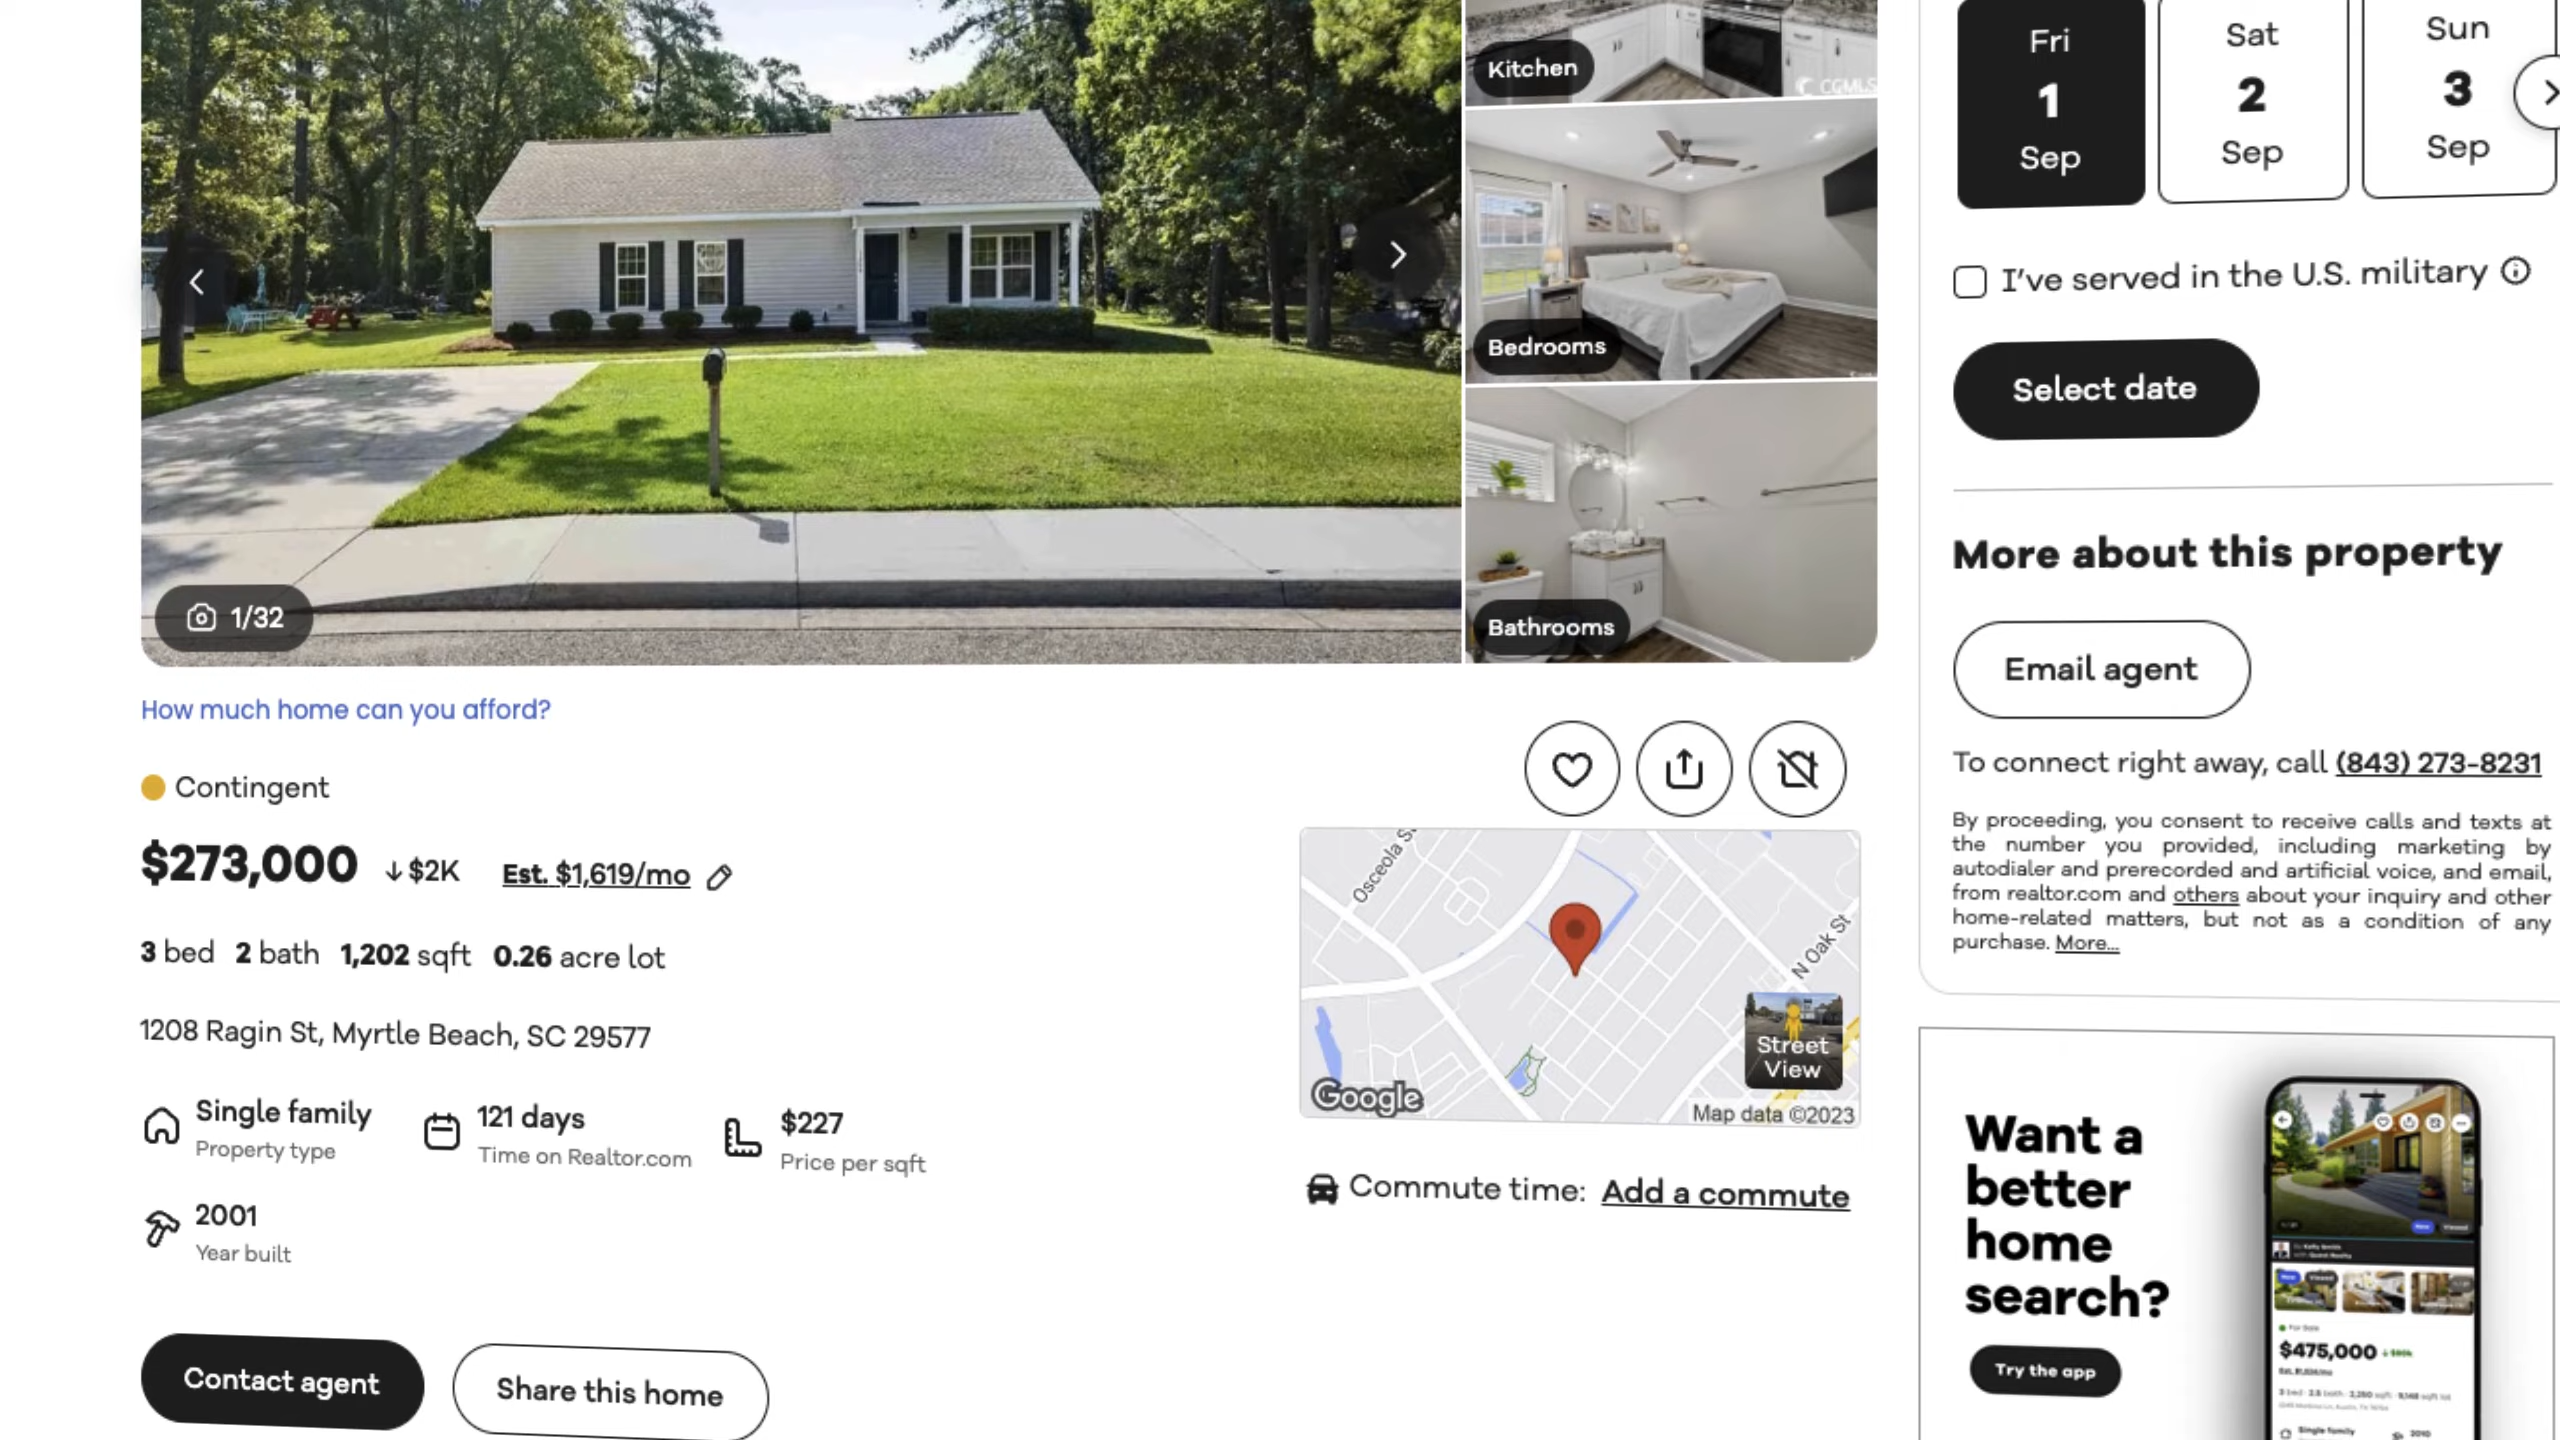 Kitchen
CCMLS
Bedrooms
Bathrooms
1/32
How much home can you afford?
Contingent
$273,000 ↓$2K Est. $1,619/mo
3 bed 2 bath 1,202 sqft 0.26 acre lot
1208 Ragin St, Myrtle Beach, SC 29577
Single family
Property type
121 days
Time on Realtor.com
$227
Price per sqft
2001
Year built
Contact agent
Share this home
Osceola St
N Oak St
Street
View
Google
Map data ©2023
Commute time: Add a commute
Fri
1
Sep
Sat
2
Sep
Sun
3
Sep
I've served in the U.S. military
Select date
More about this property
Email agent
To connect right away, call (843) 273-8231
By proceeding, you consent to receive calls and texts at
the number you provided, including marketing by
autodialer and prerecorded and artificial voice, and email,
from realtor.com and others about your inquiry and other
home-related matters, but not as a condition of any
purchase. More...
Want a
better
home
search?
Try the app
For Sale
$475,000
Single family
2010